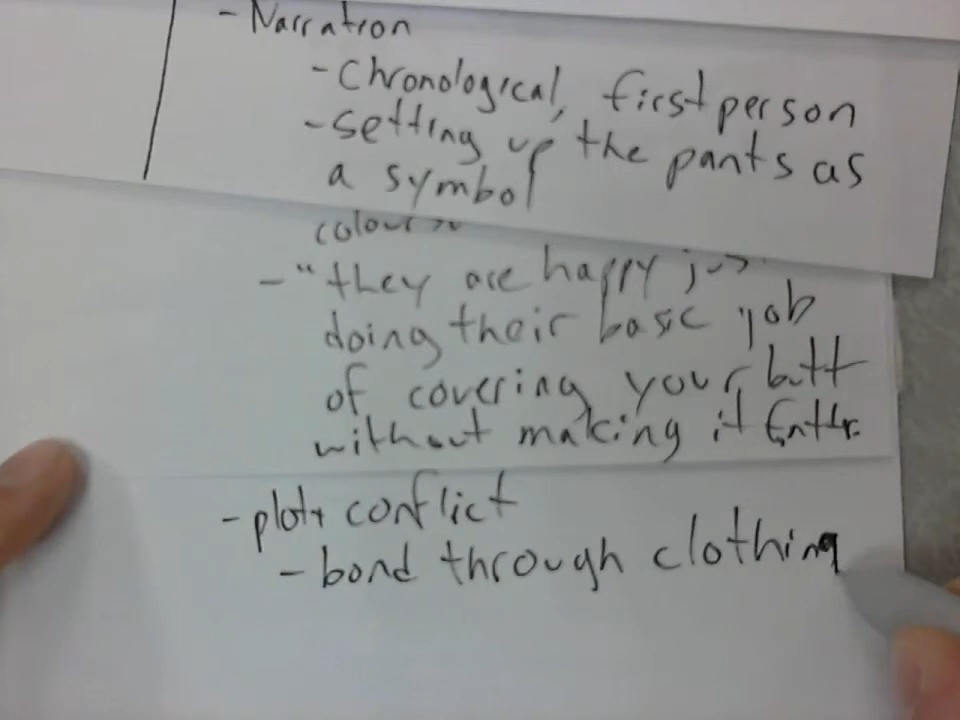 - Narration
- Chronological, first person
- setting up the pants as
a symbol
- "they are happy
doing their basic job
of covering your butt
without making it
- plot + conflict
- bond through clothing